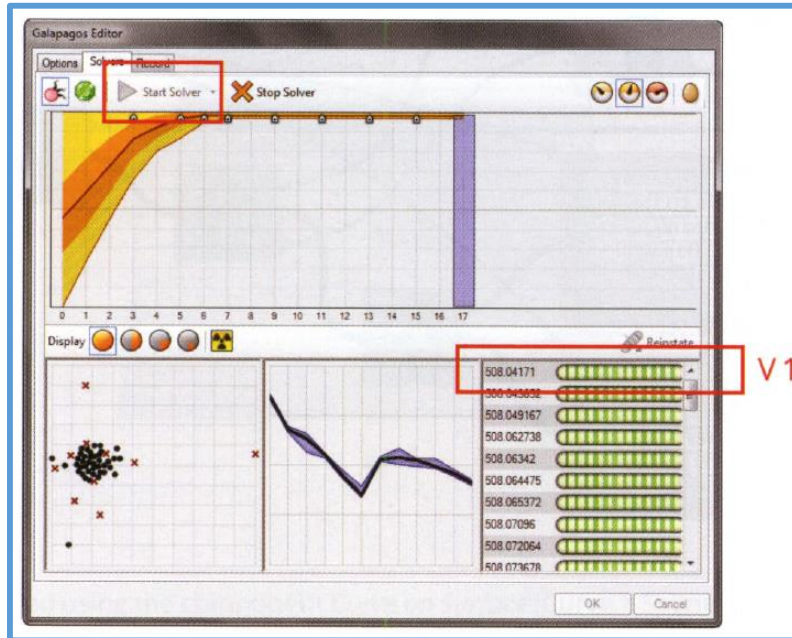 Galapagos Editor
Options Solvers Record
Start Solver Stop Solver
0 1 2 3 4 5 6 7 8 9 10 11 12 13 14 15 16 17
Display Reinstate
508.04171
V1
508.049167
508.062738
508.06342
508.064475
508.065372
508.07096
508.072064
508.073678
OK Cancel